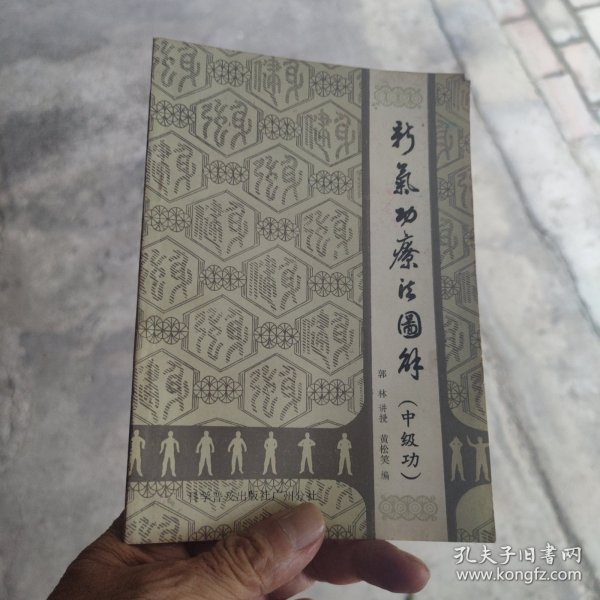 新氣功療法圖解
(中级功)
郭林讲授 黄松笑编
科学普及出版社广州分社
孔夫子旧书网
www.kongfz.com